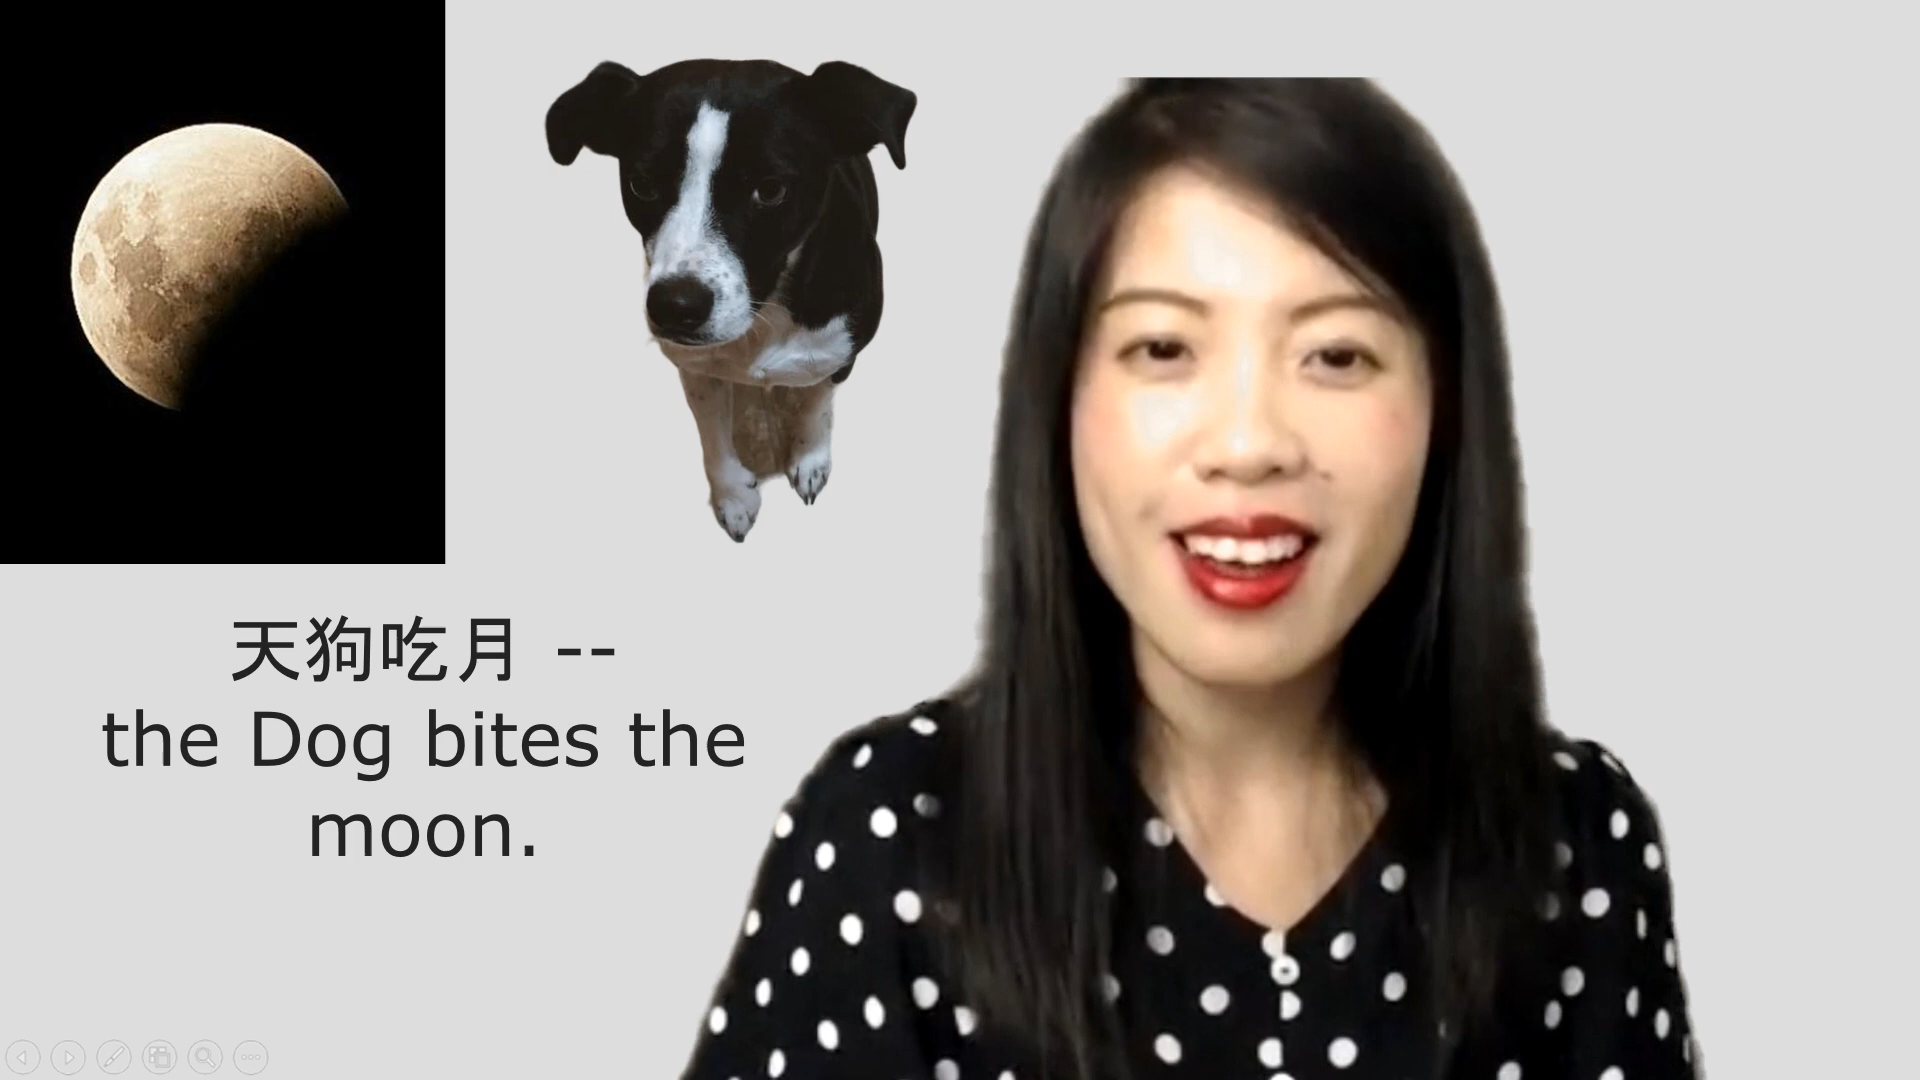 天狗吃月 --
the Dog bites the
moon.